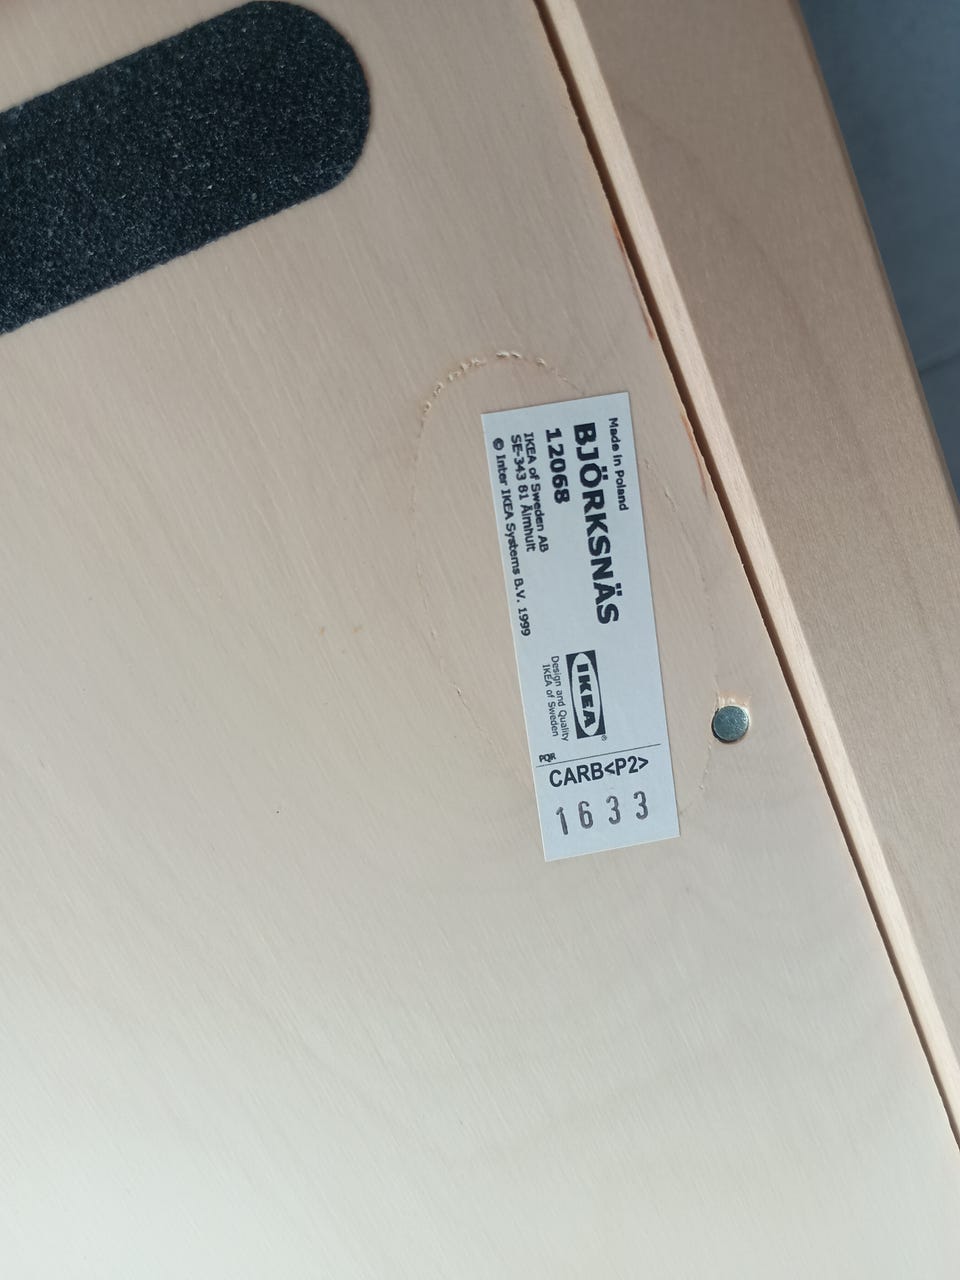 Made in Poland
BJÖRKSNÄS
12068
IKEA of Sweden AB
SE-343 81 Älmhult
© Inter IKEA Systems B.V. 1999
IKEA®
Design and Quality
IKEA of Sweden
PQR
CARB<P2>
1633